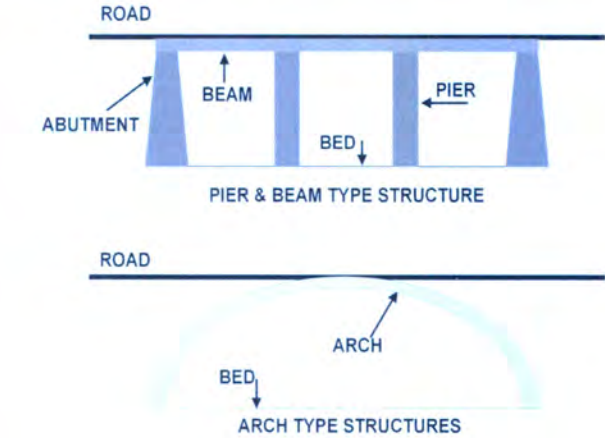 ROAD
BEAM
PIER
ABUTMENT
BED
PIER & BEAM TYPE STRUCTURE
ROAD
ARCH
BED
ARCH TYPE STRUCTURES